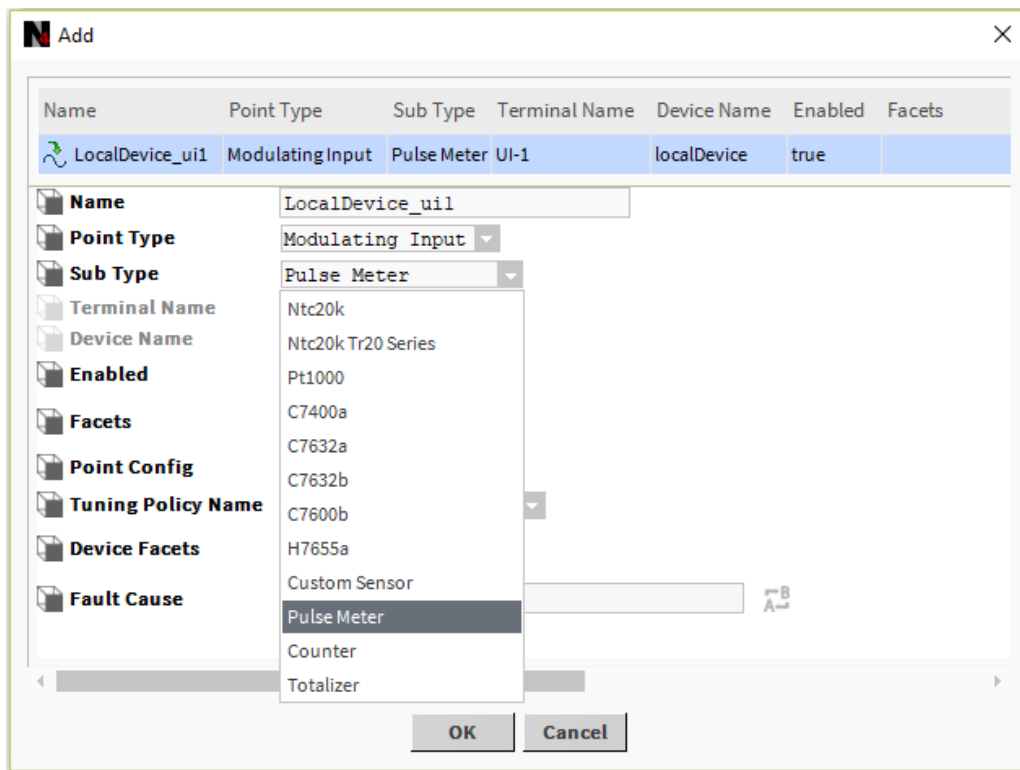 N4 Add
Name Point Type Sub Type Terminal Name Device Name Enabled Facets
LocalDevice_ui1 Modulating Input Pulse Meter UI-1 localDevice true
Name LocalDevice_ui1
Point Type Modulating Input
Sub Type Pulse Meter
Ntc20k
Terminal Name
Device Name
Ntc20k Tr20 Series
Enabled
Pt1000
C7400a
Facets
C7632a
Point Config
C7632b
Tuning Policy Name
C7600b
Device Facets
H7655a
Custom Sensor
Fault Cause
B
A
Pulse Meter
Counter
Totalizer
OK Cancel